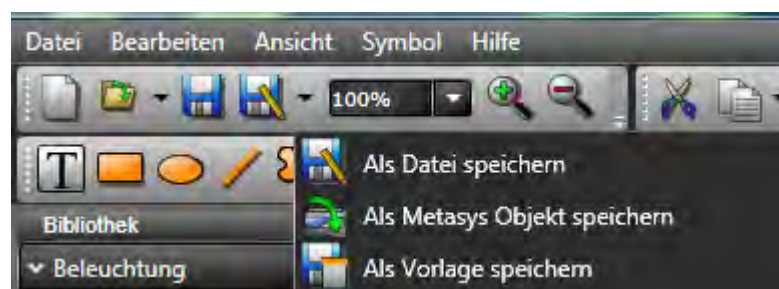 Datei Bearbeiten Ansicht Symbol Hilfe
100%
T
Als Datei speichern
Bibliothek
Als Metasys Objekt speichern
Beleuchtung
Als Vorlage speichern